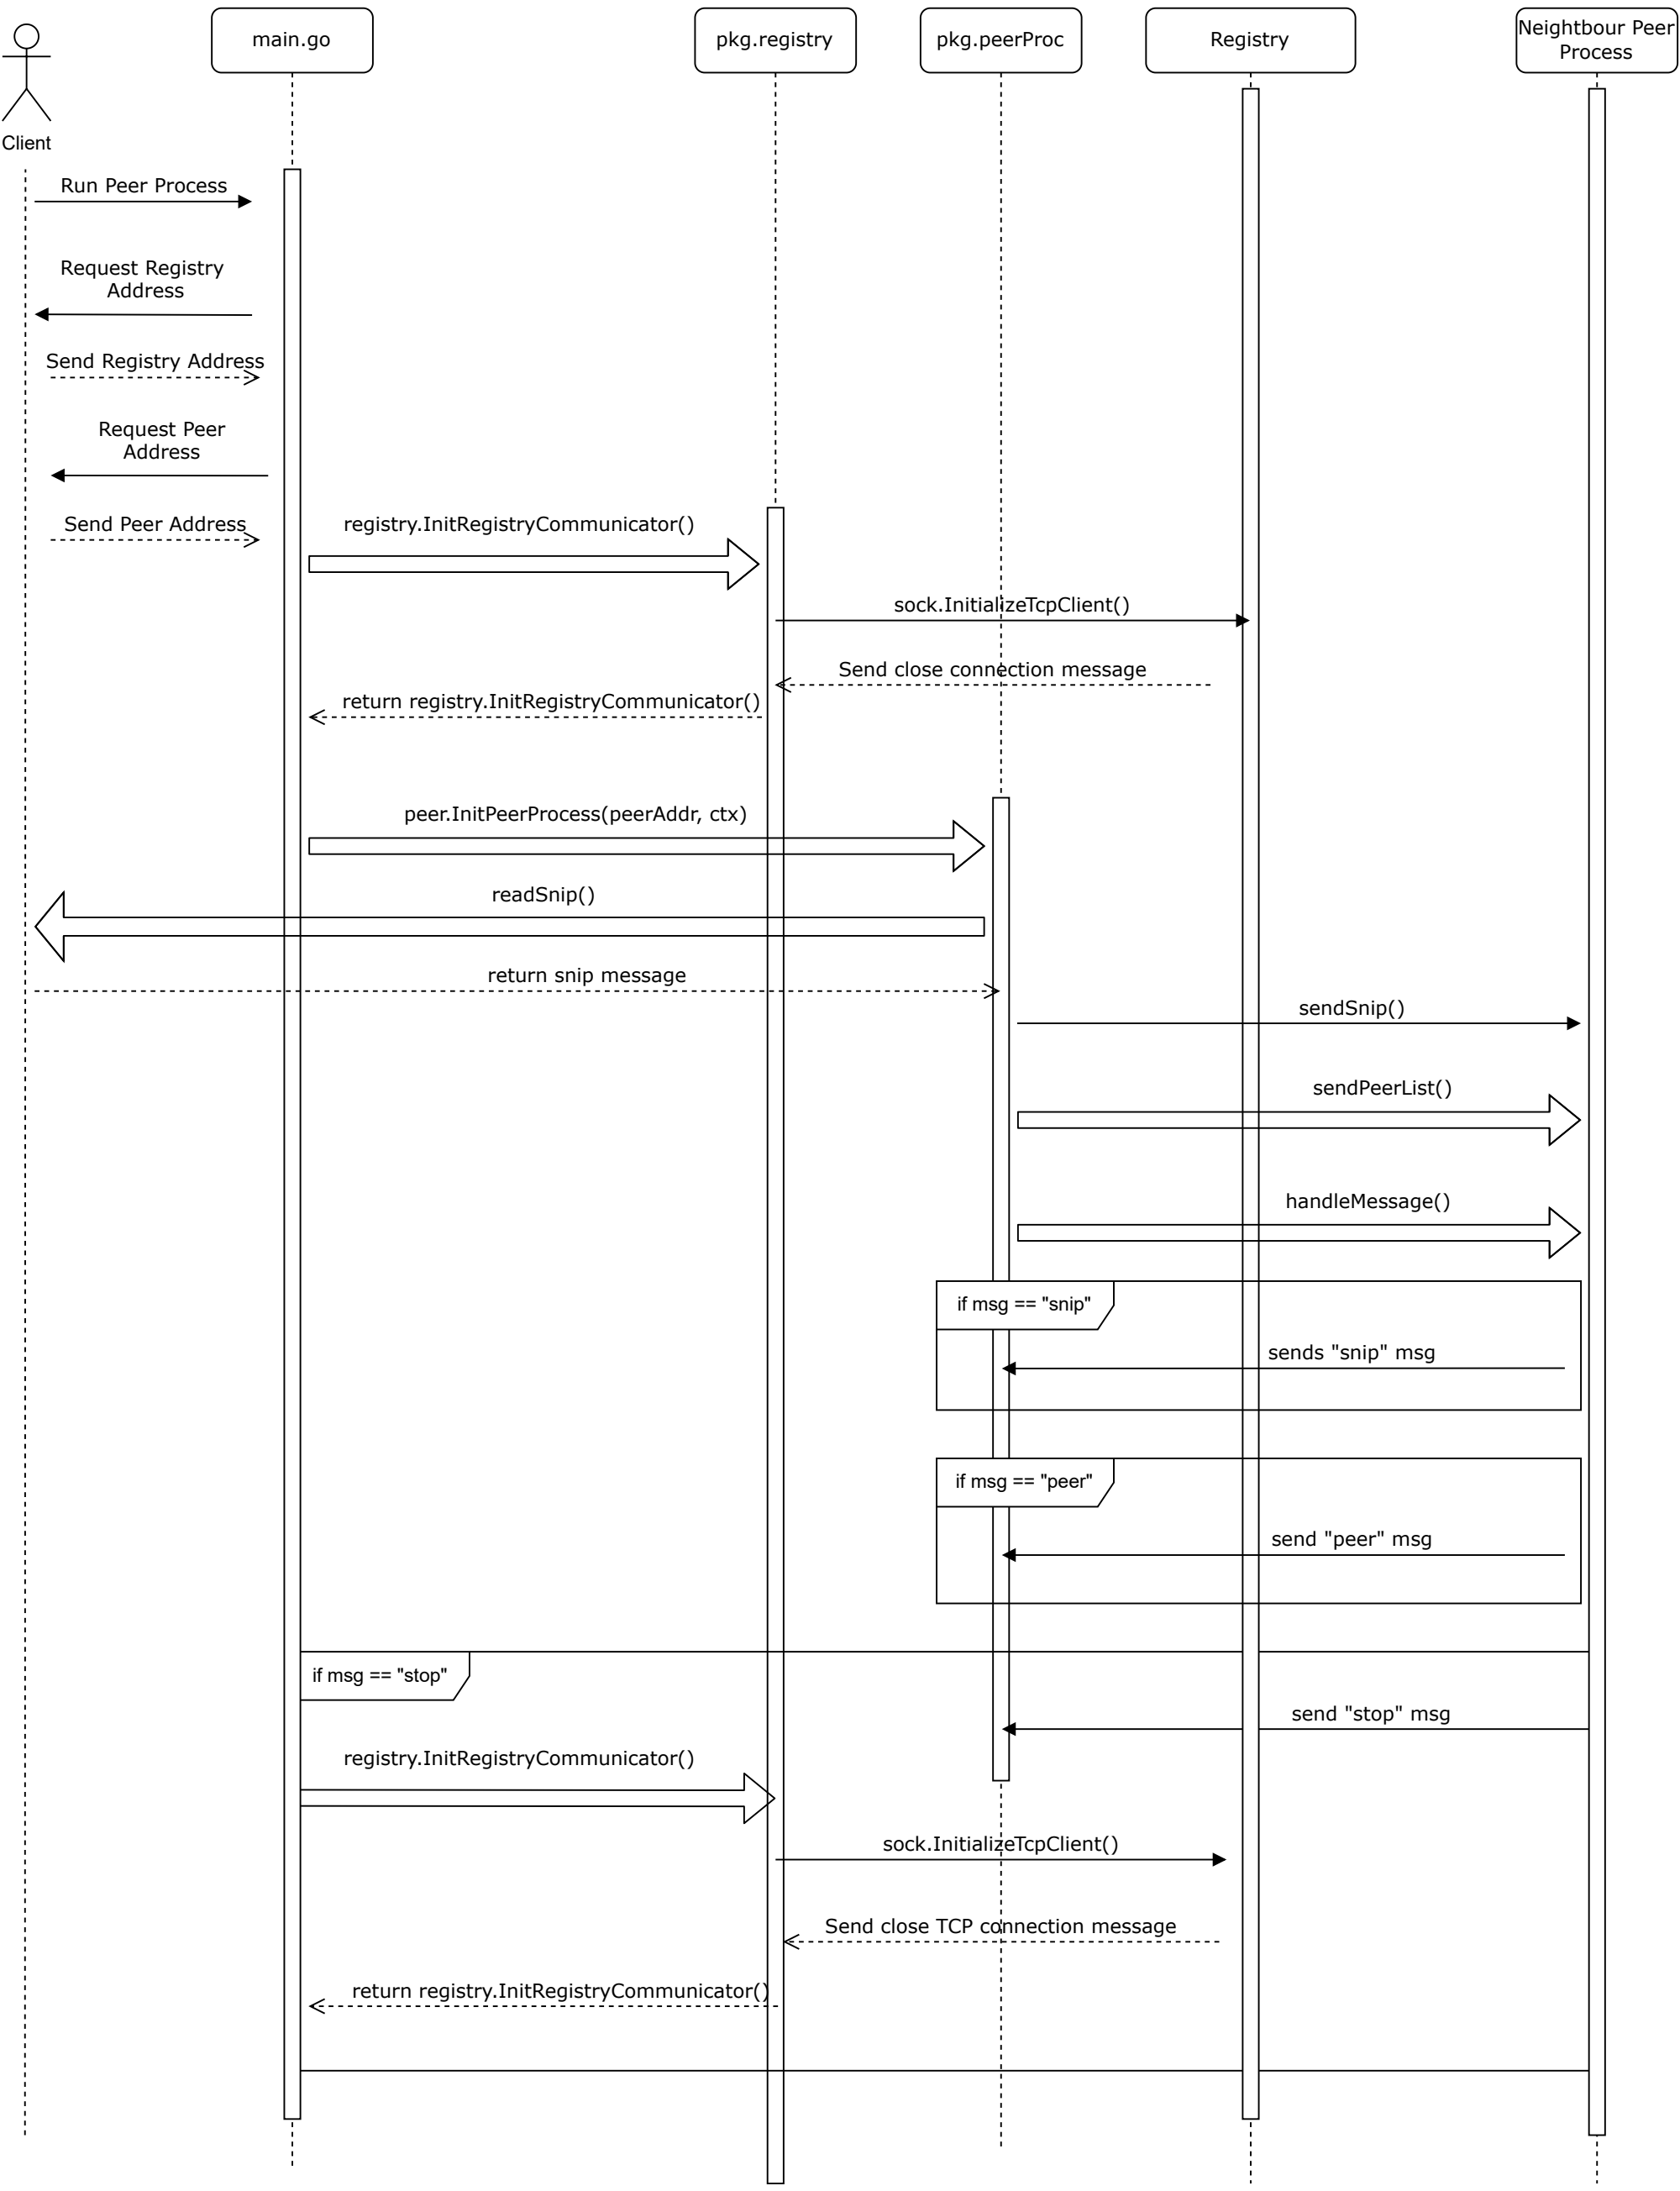 main.go
pkg.registry
pkg.peerProc
Registry
Neightbour Peer
Process
Client
Run Peer Process
Request Registry
Address
Send Registry Address
Request Peer
Address
Send Peer Address
registry.InitRegistryCommunicator()
sock.InitializeTcpClient()
Send close connection message
return registry.InitRegistryCommunicator()
peer.InitPeerProcess(peerAddr, ctx)
readSnip()
return snip message
sendSnip()
sendPeerList()
handleMessage()
if msg == "snip"
sends "snip" msg
if msg == "peer"
send "peer" msg
if msg == "stop"
send "stop" msg
registry.InitRegistryCommunicator()
sock.InitializeTcpClient()
Send close TCP connection message
return registry.InitRegistryCommunicator()